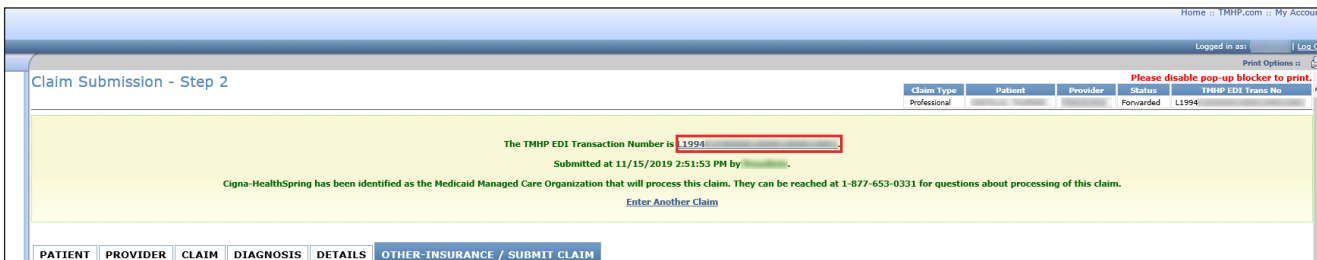 Home :: TMHP.com :: My Accou
Logged in as: | Log
Print Options ::
Claim Submission - Step 2
Please disable pop-up blocker to print.
Claim Type Patient Provider Status TMHP EDI Trans No
Professional Forwarded L1994
The TMHP EDI Transaction Number is L1994 .
Submitted at 11/15/2019 2:51:53 PM by .
Cigna-HealthSpring has been identified as the Medicaid Managed Care Organization that will process this claim. They can be reached at 1-877-653-0331 for questions about processing of this claim.
Enter Another Claim
PATIENT PROVIDER CLAIM DIAGNOSIS DETAILS OTHER-INSURANCE / SUBMIT CLAIM